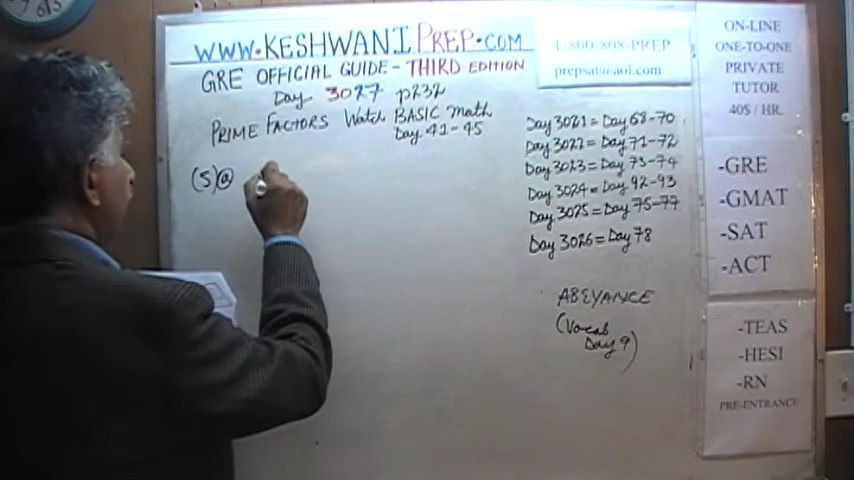 WWW.KESHWANIPREP.COM
GRE OFFICIAL GUIDE - THIRD EDITION
Day 3027 p232
PRIME FACTORS Watch BASIC Math
Day 41-45
(5)@
1-800-808-PREP
prepsat@aol.com
Day 3021 = Day 68-70
Day 3022 = Day 71-72
Day 3023 = Day 73-74
Day 3024 = Day 92-93
Day 3025 = Day 75-77
Day 3026 = Day 78
ABEYANCE
(Vocab
Day 9)
ON-LINE
ONE-TO-ONE
PRIVATE
TUTOR
40$ / HR.
-GRE
-GMAT
-SAT
-ACT
-TEAS
-HESI
-RN
PRE-ENTRANCE